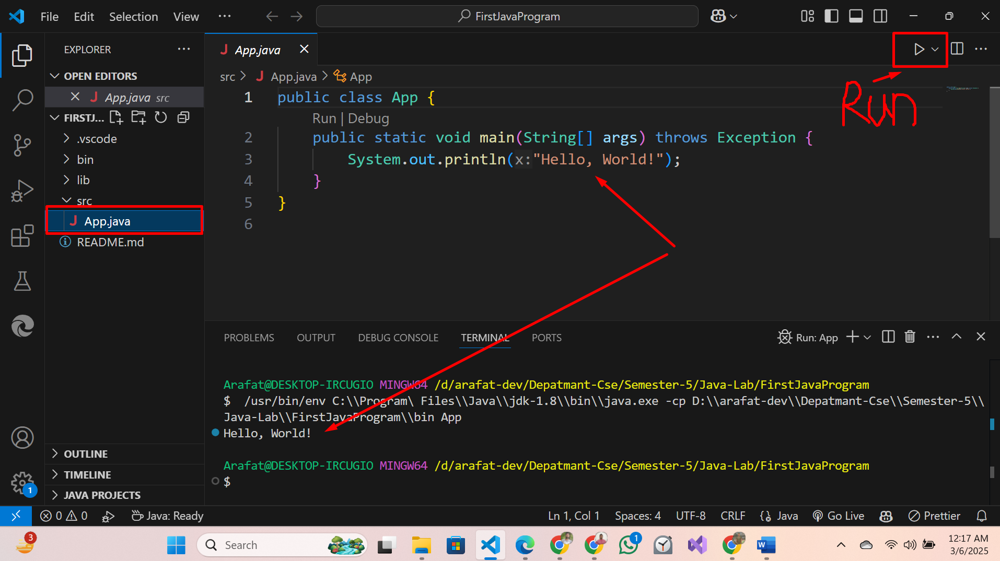 File Edit Selection View ···
FirstJavaProgram
EXPLORER
OPEN EDITORS
App.java src
FIRSTJ...
.vscode
bin
lib
src
App.java
README.md
OUTLINE
TIMELINE
JAVA PROJECTS
1
App.java
src > App.java > App
Run
1 public class App {
Run | Debug
2 public static void main(String[] args) throws Exception {
3 System.out.println(x:"Hello, World!");
4 }
5 }
6
PROBLEMS OUTPUT DEBUG CONSOLE TERMINAL PORTS
Run: App
Arafat@DESKTOP-IRCUGIO MINGW64 /d/arafat-dev/Depatmant-Cse/Semester-5/Java-Lab/FirstJavaProgram
$ /usr/bin/env C:\\Program\ Files\\Java\\jdk-1.8\\bin\\java.exe -cp D:\\arafat-dev\\Depatmant-Cse\\Semester-5\\
Java-Lab\\FirstJavaProgram\\bin App
Hello, World!
Arafat@DESKTOP-IRCUGIO MINGW64 /d/arafat-dev/Depatmant-Cse/Semester-5/Java-Lab/FirstJavaProgram
$
0 0 Java: Ready
Ln 1, Col 1 Spaces: 4 UTF-8 CRLF Java Go Live Prettier
3
Search
1
W
12:17 AM
3/6/2025